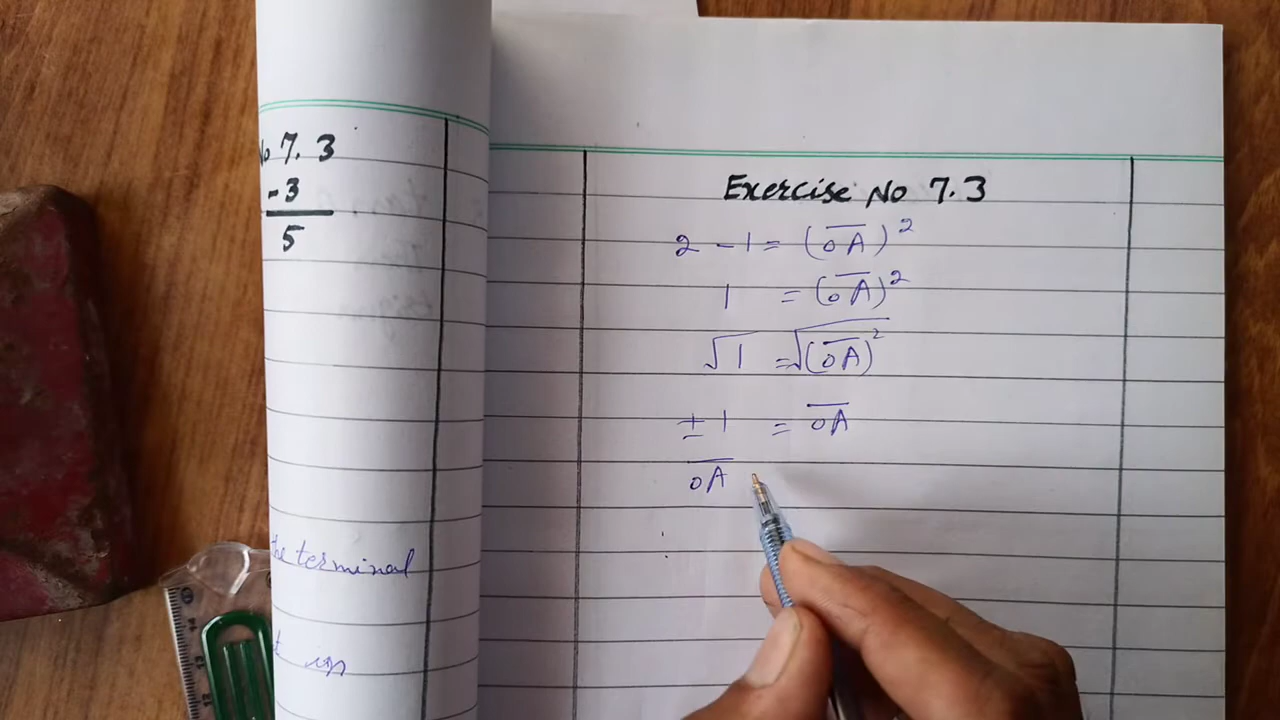 No 7.3
-3
5
the terminal
Exercise No 7.3
2 - 1 = (OA̅)²
1 = (OA̅)²
√1 = √(OA̅)²
± 1 = OA̅
OA̅